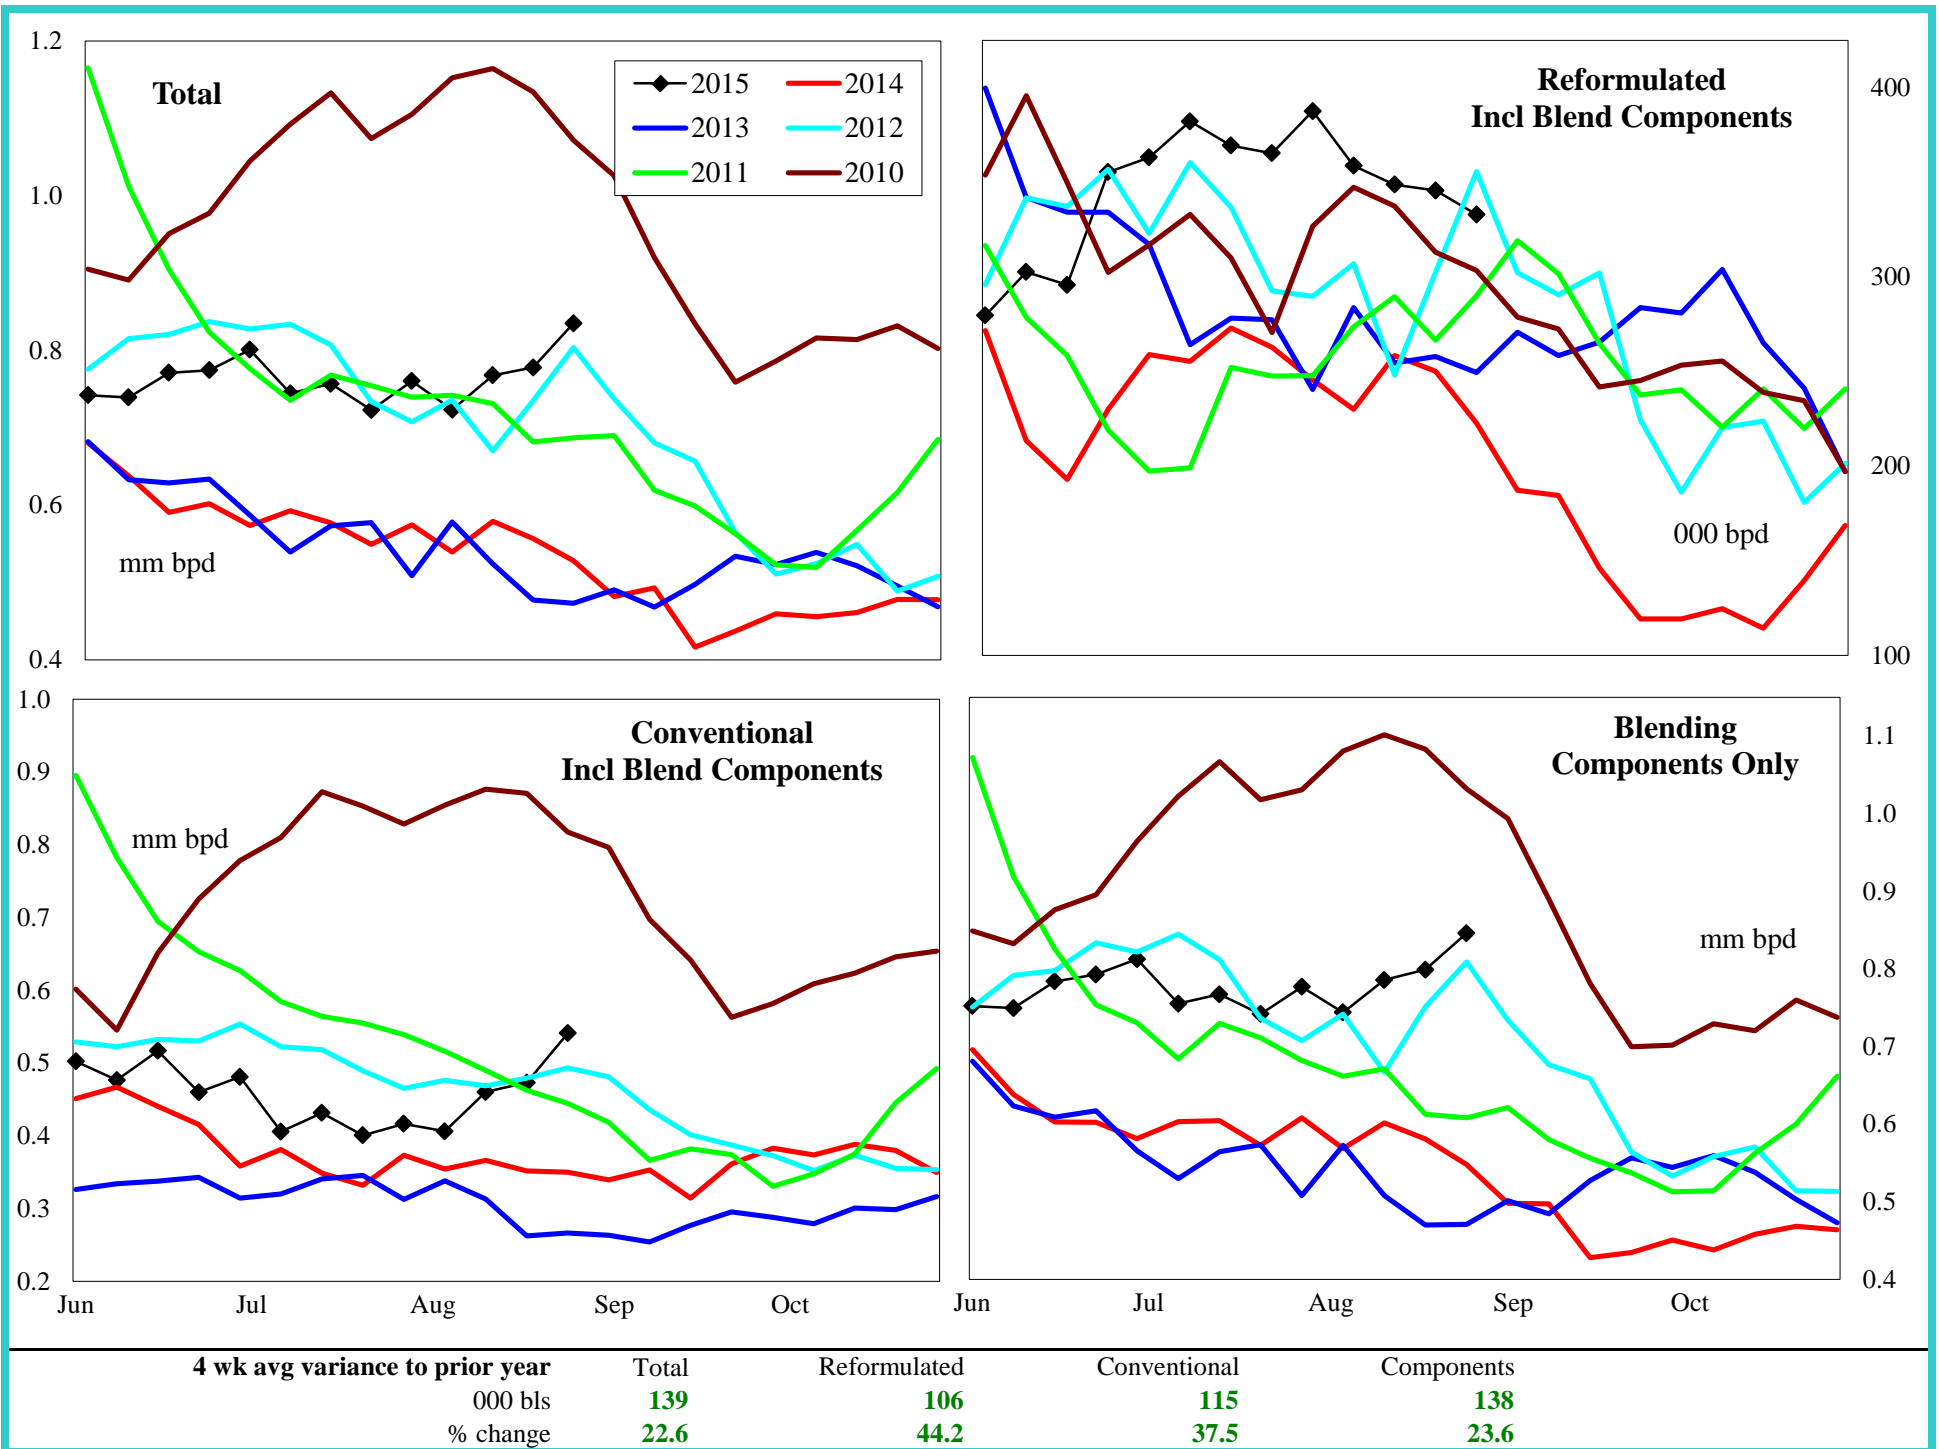 Total
2015 2014
2013 2012
2011 2010
mm bpd
1.2
1.0
0.8
0.6
0.4
Reformulated
Incl Blend Components
000 bpd
400
300
200
100
Conventional
Incl Blend Components
mm bpd
1.0
0.9
0.8
0.7
0.6
0.5
0.4
0.3
0.2
Jun Jul Aug Sep Oct
Blending
Components Only
mm bpd
1.1
1.0
0.9
0.8
0.7
0.6
0.5
0.4
Jun Jul Aug Sep Oct
4 wk avg variance to prior year Total Reformulated Conventional Components
000 bls 139 106 115 138
% change 22.6 44.2 37.5 23.6